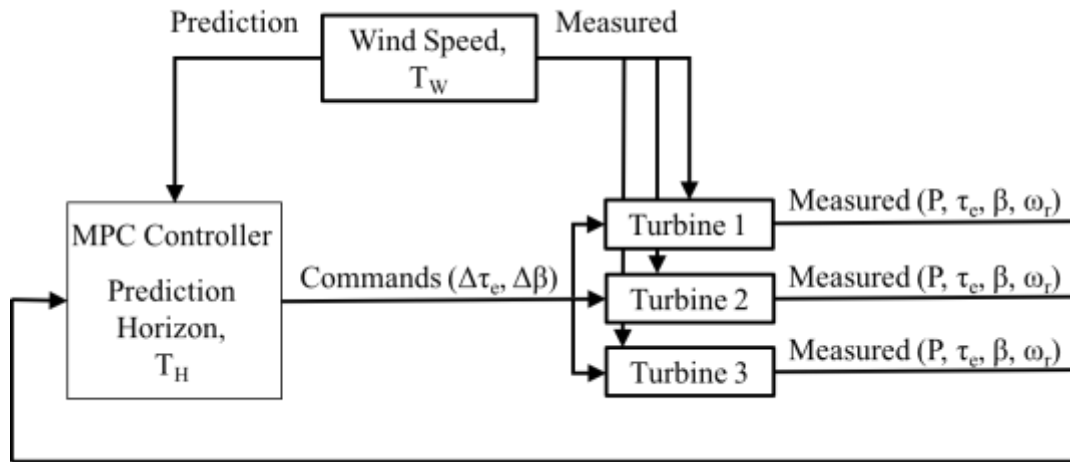 Prediction
Wind Speed,
T_W
Measured
MPC Controller
Prediction
Horizon,
T_H
Commands (Δτ_e, Δβ)
Turbine 1
Measured (P, τ_e, β, ω_r)
Turbine 2
Measured (P, τ_e, β, ω_r)
Turbine 3
Measured (P, τ_e, β, ω_r)